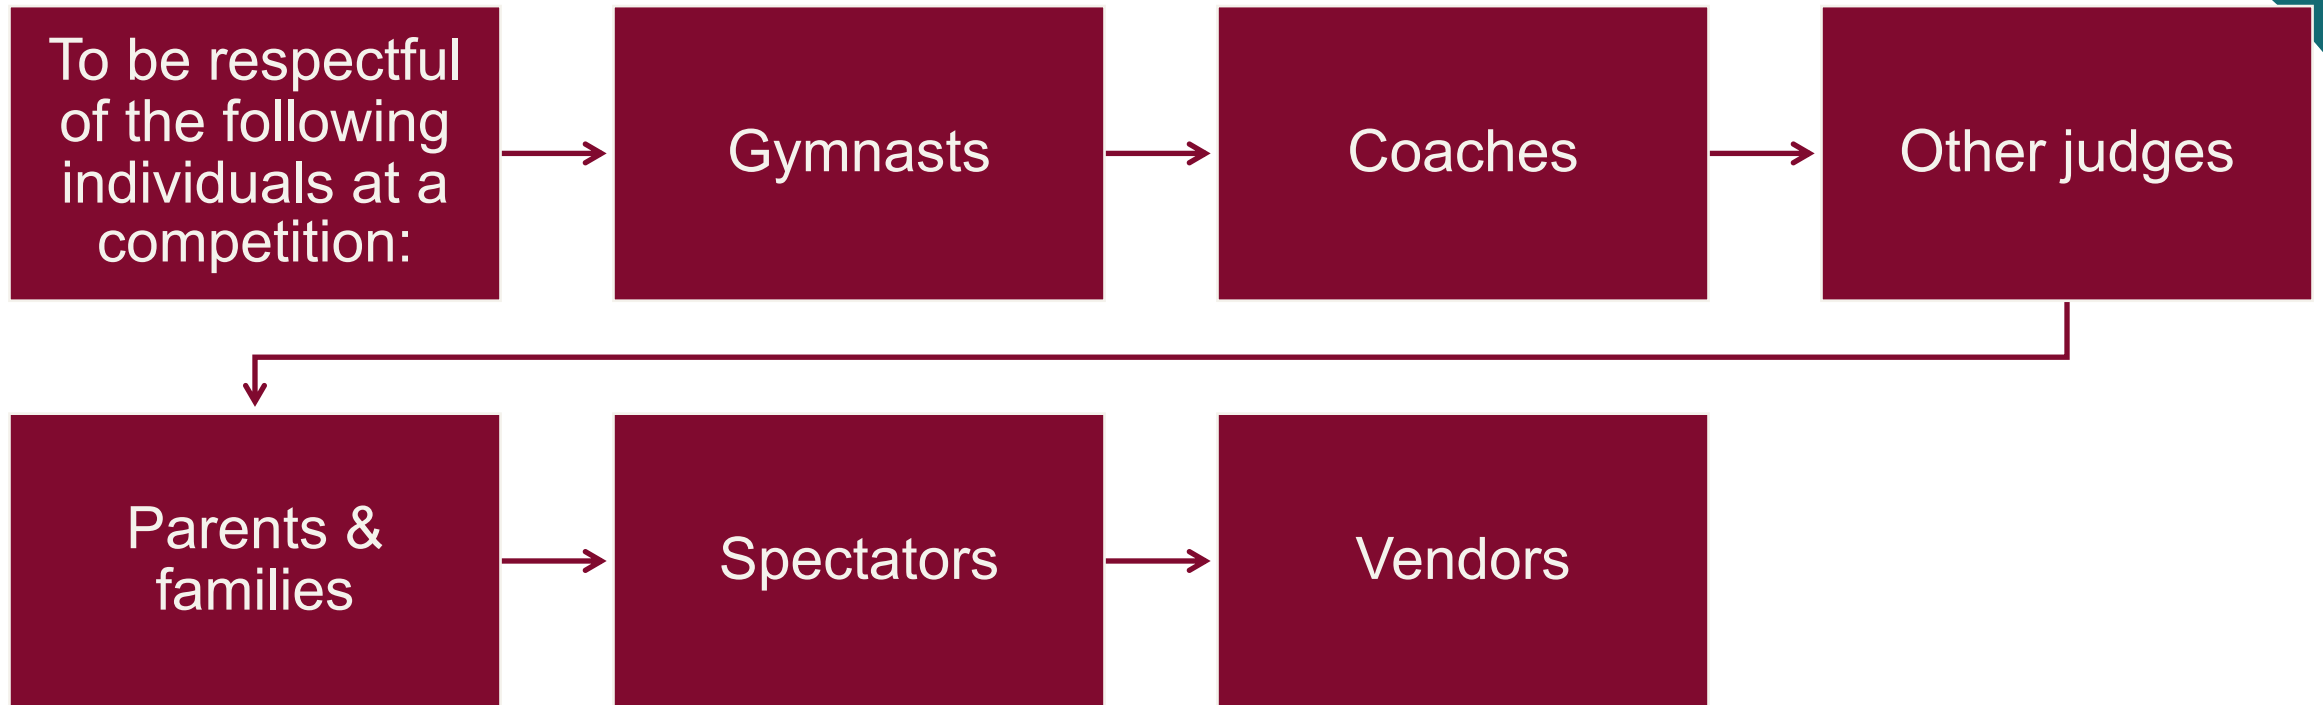 To be respectful
of the following
individuals at a
competition:
Gymnasts
Coaches
Other judges
Parents &
families
Spectators
Vendors